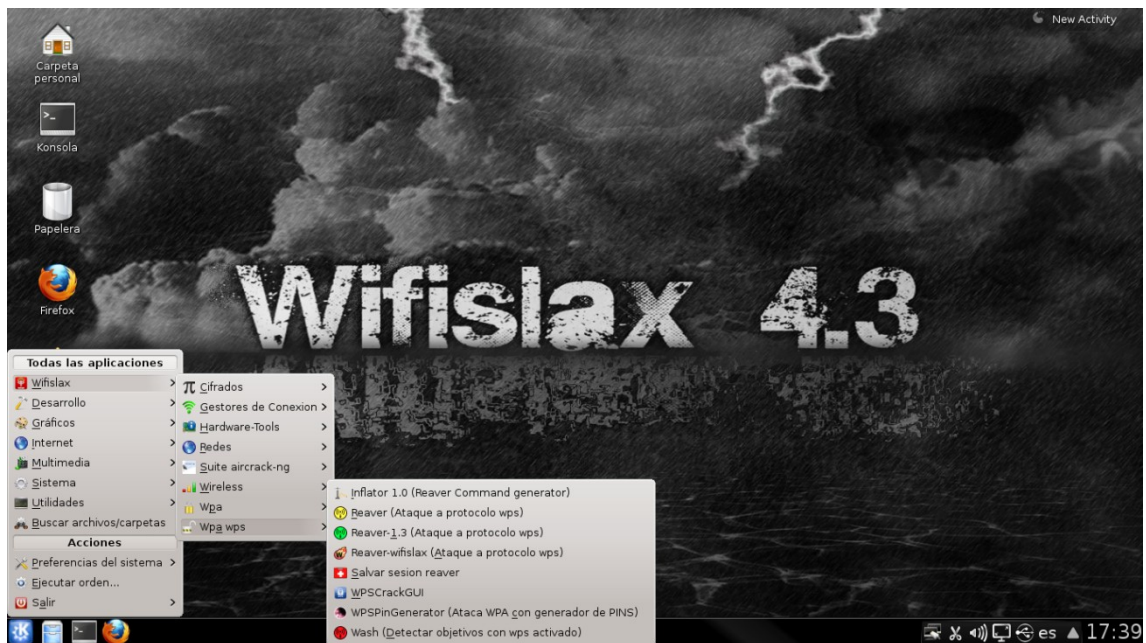 New Activity
Carpeta
personal
Konsola
Papelera
Firefox
Wifislax 4.3
Todas las aplicaciones
Wifislax
Desarrollo
Gráficos
Internet
Multimedia
Sistema
Utilidades
Buscar archivos/carpetas
Acciones
Preferencias del sistema
Ejecutar orden...
Salir
Cifrados
Gestores de Conexion
Hardware-Tools
Redes
Suite aircrack-ng
Wireless
Wpa
Wpa wps
Inflator 1.0 (Reaver Command generator)
Reaver (Ataque a protocolo wps)
Reaver-1.3 (Ataque a protocolo wps)
Reaver-wifislax (Ataque a protocolo wps)
Salvar sesion reaver
WPSCrackGUI
WPSPinGenerator (Ataca WPA con generador de PINS)
Wash (Detectar objetivos con wps activado)
es
17:39